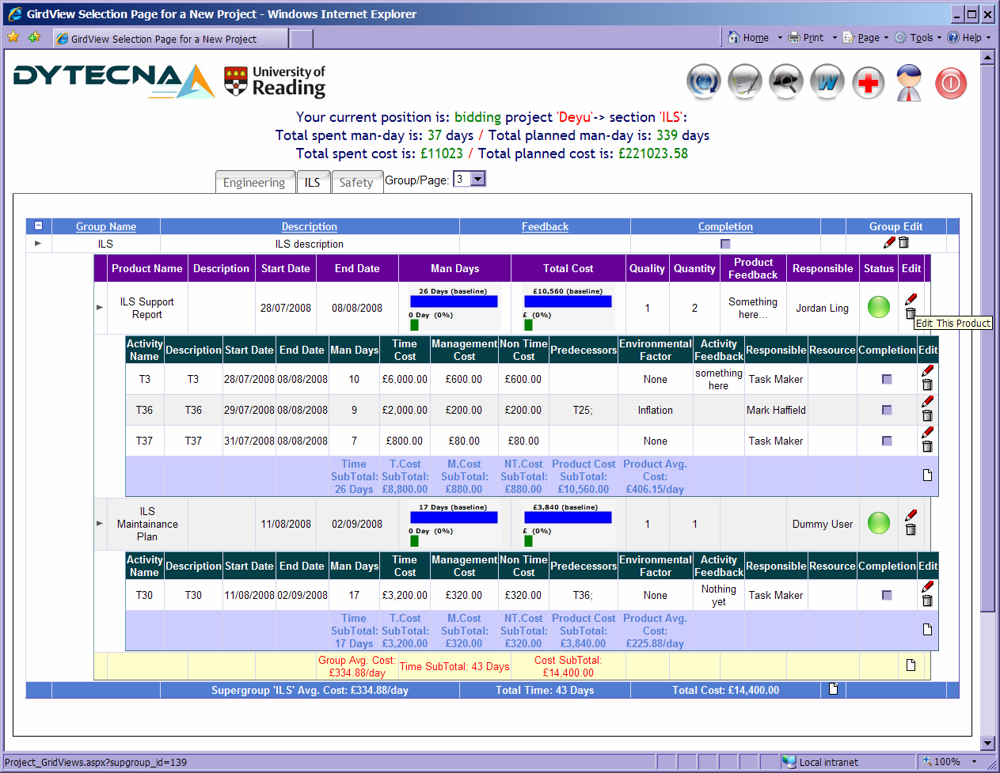 GirdView Selection Page for a New Project - Windows Internet Explorer
GirdView Selection Page for a New Project
Home Print Page Tools Help
DYTECNA University of Reading
Your current position is: bidding project 'Deyu'-> section 'ILS':
Total spent man-day is: 37 days / Total planned man-day is: 339 days
Total spent cost is: £11023 / Total planned cost is: £221023.58
Engineering ILS Safety Group/Page: 3
Group Name Description Feedback Completion Group Edit
ILS ILS description
Product Name Description Start Date End Date Man Days Total Cost Quality Quantity Product Feedback Responsible Status Edit
ILS Support Report 28/07/2008 08/08/2008 26 Days (baseline) 0 Day (0%) £10,560 (baseline) £ (0%) 1 2 Something here... Jordan Ling
Edit This Product
Activity Name Description Start Date End Date Man Days Time Cost Management Cost Non Time Cost Predecessors Environmental Factor Activity Feedback Responsible Resource Completion Edit
T3 T3 28/07/2008 08/08/2008 10 £6,000.00 £600.00 £600.00 None something here Task Maker
T36 T36 29/07/2008 08/08/2008 9 £2,000.00 £200.00 £200.00 T25; Inflation Mark Haffield
T37 T37 31/07/2008 08/08/2008 7 £800.00 £80.00 £80.00 None Task Maker
Time SubTotal: 26 Days T.Cost SubTotal: £8,800.00 M.Cost SubTotal: £880.00 NT.Cost SubTotal: £880.00 Product Cost SubTotal: £10,560.00 Product Avg. Cost: £406.15/day
ILS Maintainance Plan 11/08/2008 02/09/2008 17 Days (baseline) 0 Day (0%) £3,840 (baseline) £ (0%) 1 1 Dummy User
Activity Name Description Start Date End Date Man Days Time Cost Management Cost Non Time Cost Predecessors Environmental Factor Activity Feedback Responsible Resource Completion Edit
T30 T30 11/08/2008 02/09/2008 17 £3,200.00 £320.00 £320.00 T36; None Nothing yet Task Maker
Time SubTotal: 17 Days T.Cost SubTotal: £3,200.00 M.Cost SubTotal: £320.00 NT.Cost SubTotal: £320.00 Product Cost SubTotal: £3,840.00 Product Avg. Cost: £225.88/day
Group Avg. Cost: £334.88/day Time SubTotal: 43 Days Cost SubTotal: £14,400.00
Supergroup 'ILS' Avg. Cost: £334.88/day Total Time: 43 Days Total Cost: £14,400.00
Project_GridViews.aspx?supgroup_id=139 Local intranet 100%